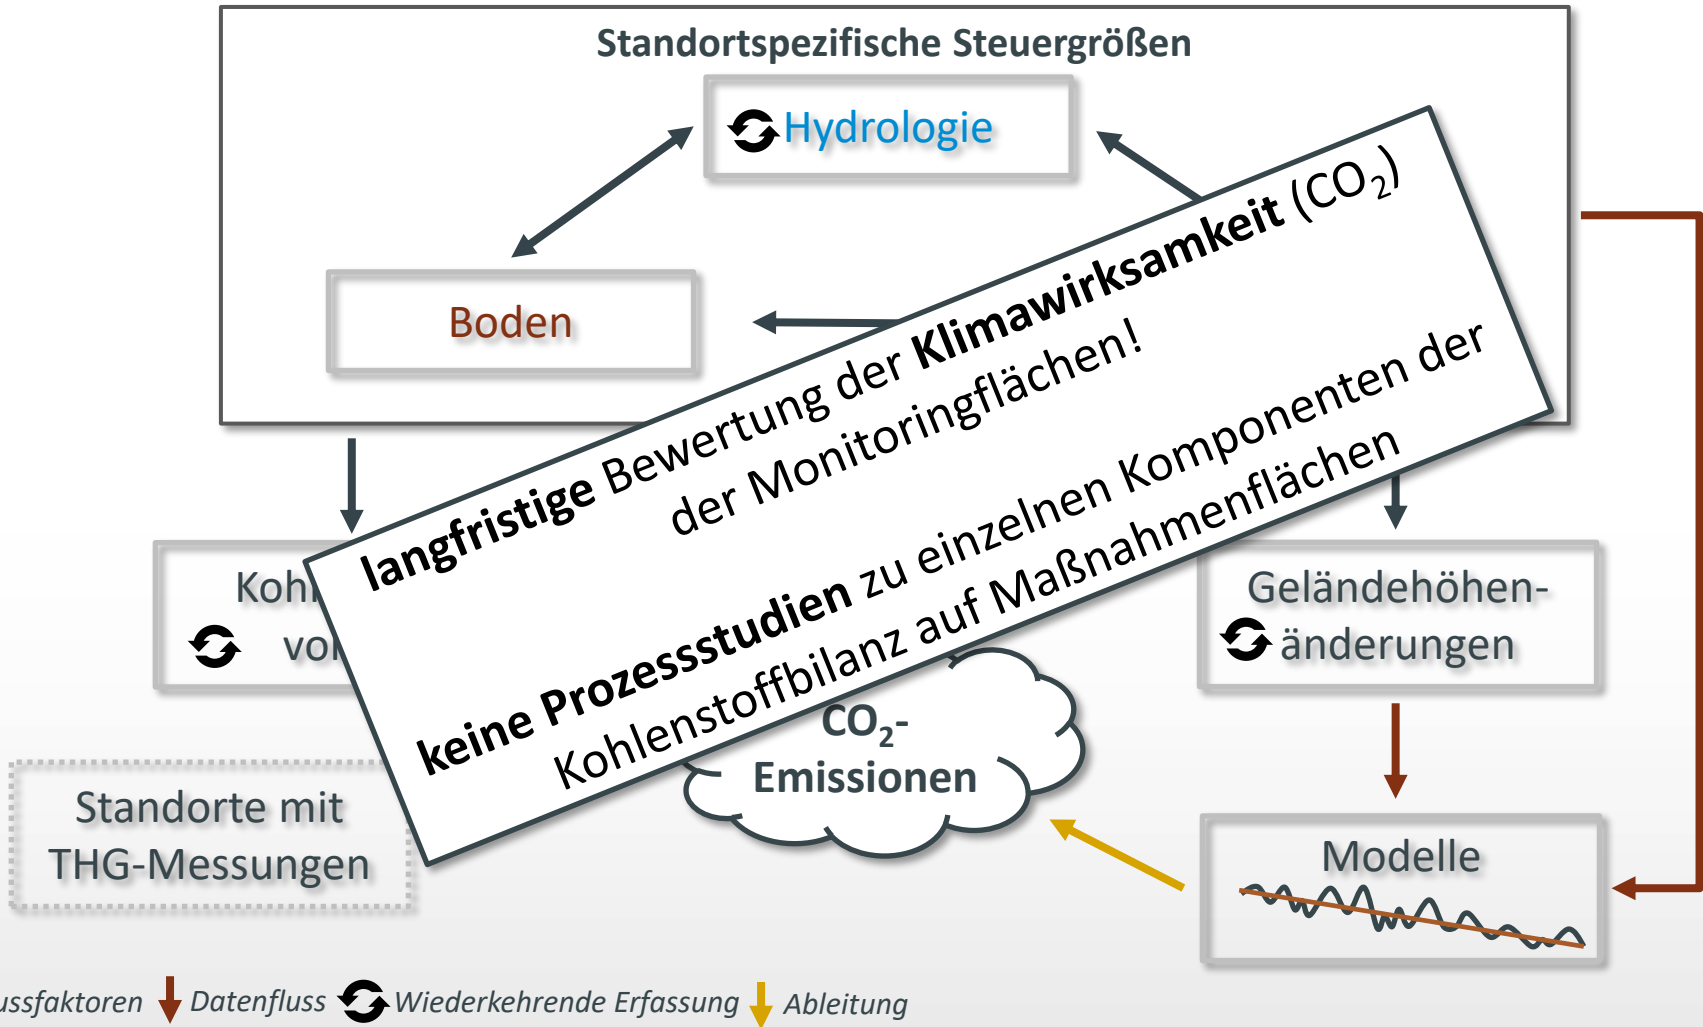 Standortspezifische Steuergrößen
Hydrologie
Boden
langfristige Bewertung der Klimawirksamkeit (CO₂)
der Monitoringflächen!
keine Prozessstudien zu einzelnen Komponenten der
Kohlenstoffbilanz auf Maßnahmenflächen
Geländehöhen-
änderungen
CO₂-
Emissionen
Standorte mit
THG-Messungen
Modelle
Datenfluss
Wiederkehrende Erfassung
Ableitung